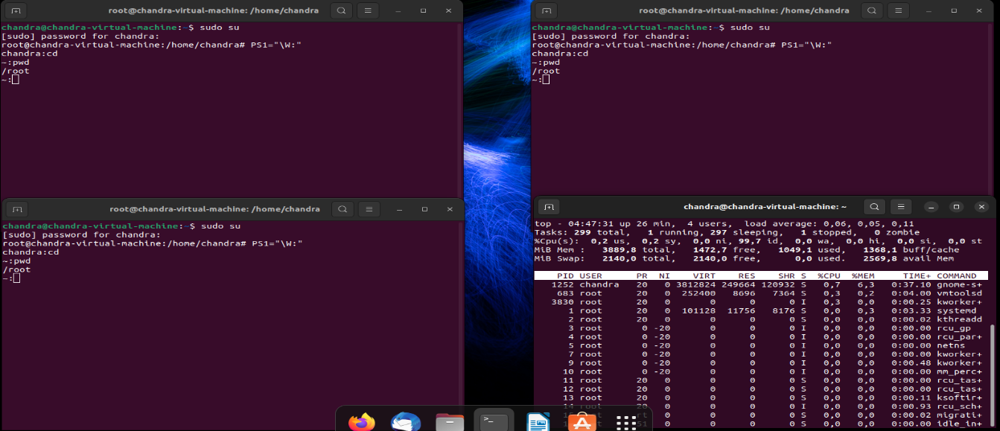 root@chandra-virtual-machine: /home/chandra
chandra@chandra-virtual-machine:~$ sudo su
[sudo] password for chandra:
root@chandra-virtual-machine:/home/chandra# PS1="\W:"
chandra:cd
~:pwd
/root
~:
root@chandra-virtual-machine: /home/chandra
chandra@chandra-virtual-machine:~$ sudo su
[sudo] password for chandra:
root@chandra-virtual-machine:/home/chandra# PS1="\W:"
chandra:cd
~:pwd
/root
~:
root@chandra-virtual-machine: /home/chandra
chandra@chandra-virtual-machine:~$ sudo su
[sudo] password for chandra:
root@chandra-virtual-machine:/home/chandra# PS1="\W:"
chandra:cd
~:pwd
/root
~:
chandra@chandra-virtual-machine: ~
top - 04:47:31 up 26 min, 4 users, load average: 0,06, 0,05, 0,11
Tasks: 299 total, 1 running, 297 sleeping, 1 stopped, 0 zombie
%Cpu(s): 0,2 us, 0,2 sy, 0,0 ni, 99,7 id, 0,0 wa, 0,0 hi, 0,0 si, 0,0 st
MiB Mem : 3889,8 total, 1472,7 free, 1049,1 used, 1368,1 buff/cache
MiB Swap: 2140,0 total, 2140,0 free, 0,0 used. 2569,8 avail Mem
PID USER PR NI VIRT RES SHR S %CPU %MEM TIME+ COMMAND
1252 chandra 20 0 3812824 249664 120932 S 0,7 6,3 0:37.10 gnome-s+
683 root 20 0 252400 8696 7364 S 0,3 0,2 0:04.00 vmtoolsd
3830 root 20 0 0 0 0 I 0,3 0,0 0:00.25 kworker+
1 root 20 0 101128 11756 8176 S 0,0 0,3 0:03.33 systemd
2 root 20 0 0 0 0 S 0,0 0,0 0:00.02 kthreadd
3 root 0 -20 0 0 0 I 0,0 0,0 0:00.00 rcu_gp
4 root 0 -20 0 0 0 I 0,0 0,0 0:00.00 rcu_par+
5 root 0 -20 0 0 0 I 0,0 0,0 0:00.00 netns
7 root 0 -20 0 0 0 I 0,0 0,0 0:00.00 kworker+
9 root 0 -20 0 0 0 I 0,0 0,0 0:00.48 kworker+
10 root 0 -20 0 0 0 I 0,0 0,0 0:00.00 mm_perc+
11 root 20 0 0 0 0 S 0,0 0,0 0:00.00 rcu_tas+
12 root 20 0 0 0 0 S 0,0 0,0 0:00.00 rcu_tas+
13 root 20 0 0 0 0 S 0,0 0,0 0:00.11 ksoftir+
14 root 20 0 0 0 0 I 0,0 0,0 0:00.93 rcu_sch+
rt 0 0 0 0 S 0,0 0,0 0:00.02 migrati+
0 0 0 0 S 0,0 0,0 0:00.00 idle_in+